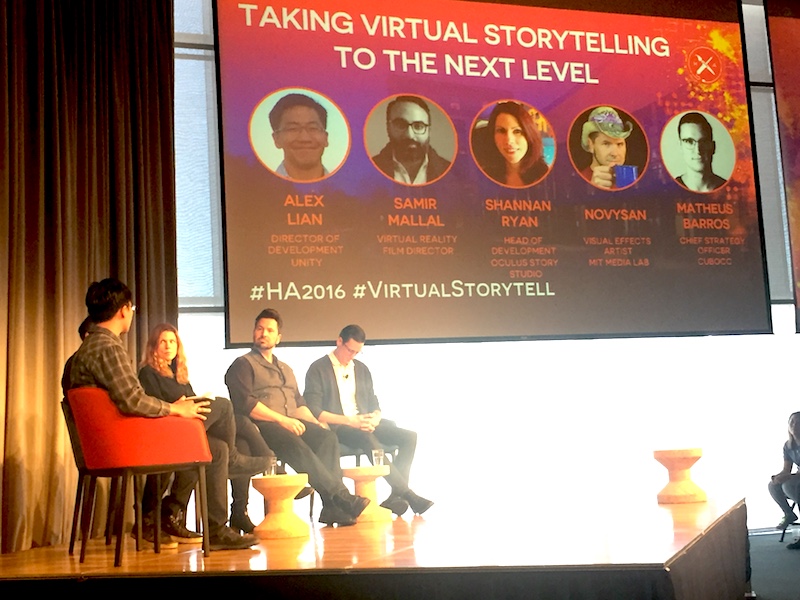 TAKING VIRTUAL STORYTELLING
TO THE NEXT LEVEL
ALEX
LIAN
DIRECTOR OF
DEVELOPMENT
UNITY
SAMIR
MALLAL
VIRTUAL REALITY
FILM DIRECTOR
SHANNAN
RYAN
HEAD OF
DEVELOPMENT
OCULUS STORY
STUDIO
NOVYSAN
VISUAL EFFECTS
ARTIST
MIT MEDIA LAB
MATHEUS
BARROS
CHIEF STRATEGY
OFFICER
CUBOCC
#HA2016 #VIRTUALSTORYTELL